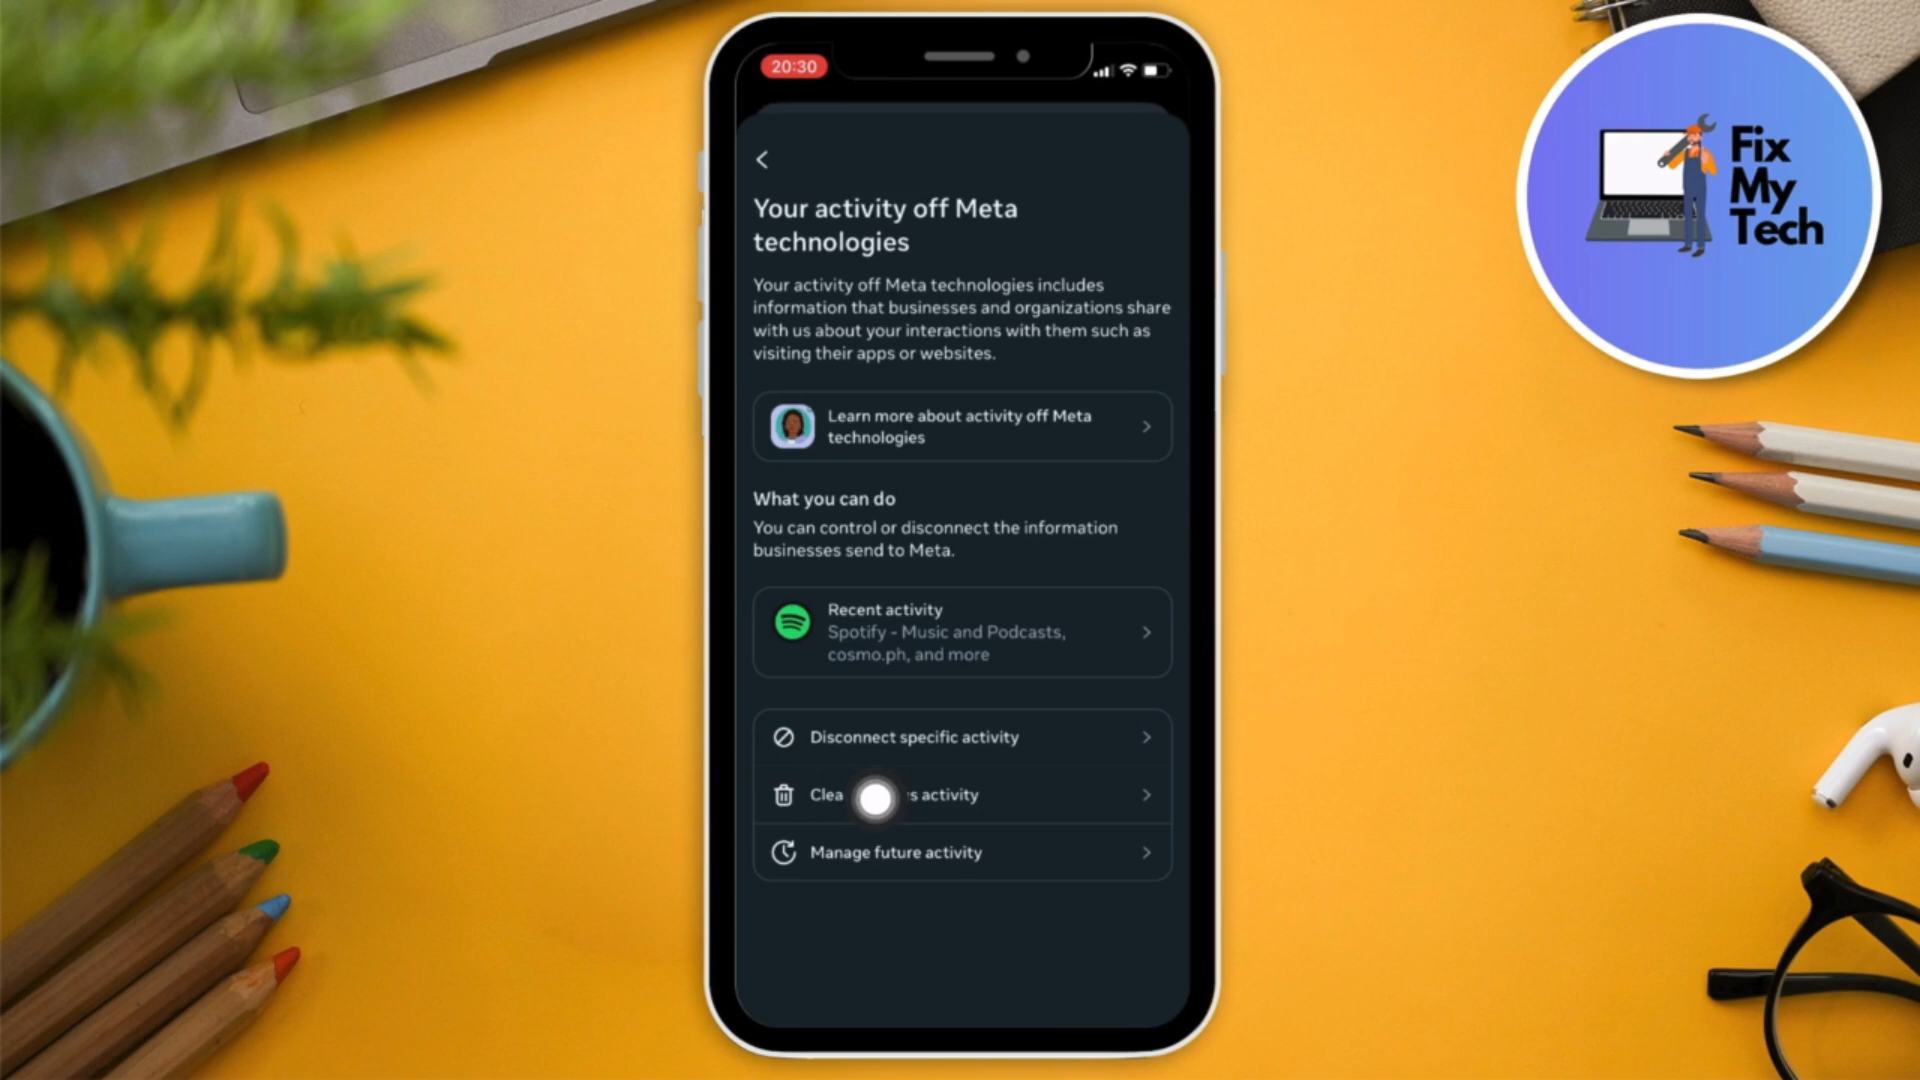 20:30
Your activity off Meta
technologies
Your activity off Meta technologies includes
information that businesses and organizations share
with us about your interactions with them such as
visiting their apps or websites.
Learn more about activity off Meta
technologies
What you can do
You can control or disconnect the information
businesses send to Meta.
Recent activity
Spotify - Music and Podcasts,
cosmo.ph, and more
Disconnect specific activity
activity
Manage future activity
Fix
My
Tech